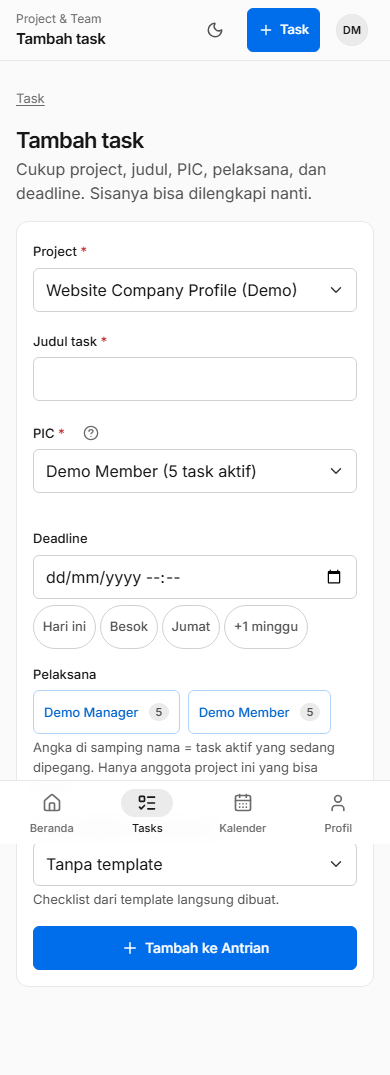 Project & Team
Tambah task
Task
DM
Task
Tambah task
Cukup project, judul, PIC, pelaksana, dan
deadline. Sisanya bisa dilengkapi nanti.
Project *
Website Company Profile (Demo)
Judul task *
PIC *
Demo Member (5 task aktif)
Deadline
dd/mm/yyyy --:--
Hari ini
Besok
Jumat
+1 minggu
Pelaksana
Demo Manager 5
Demo Member 5
Angka di samping nama = task aktif yang sedang
dipegang. Hanya anggota project ini yang bisa
Beranda
Tasks
Kalender
Profil
Tanpa template
Checklist dari template langsung dibuat.
Tambah ke Antrian